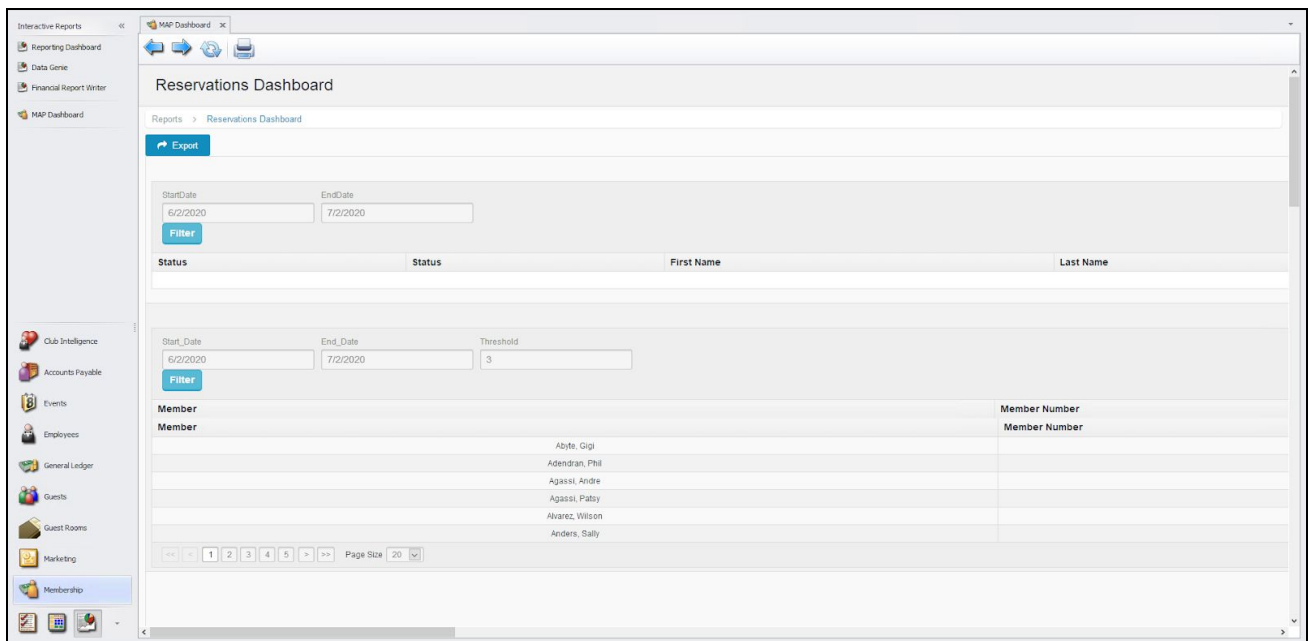 Interactive Reports «
Reporting Dashboard
Data Genie
Financial Report Writer
MAP Dashboard
Club Intelligence
Accounts Payable
8 Events
Employees
General Ledger
Guests
Guest Rooms
Marketing
Membership
MAP Dashboard x
Reservations Dashboard
Reports > Reservations Dashboard
Export
StartDate EndDate
6/2/2020 7/2/2020
Filter
Status Status First Name Last Name
Start_Date End_Date Threshold
6/2/2020 7/2/2020 3
Filter
Member Member Number
Member Member Number
Abyte, Gigi
Adendran, Phil
Agassi, Andre
Agassi, Patsy
Alvarez, Wilson
Anders, Sally
<< < 1 2 3 4 5 > >> Page Size 20